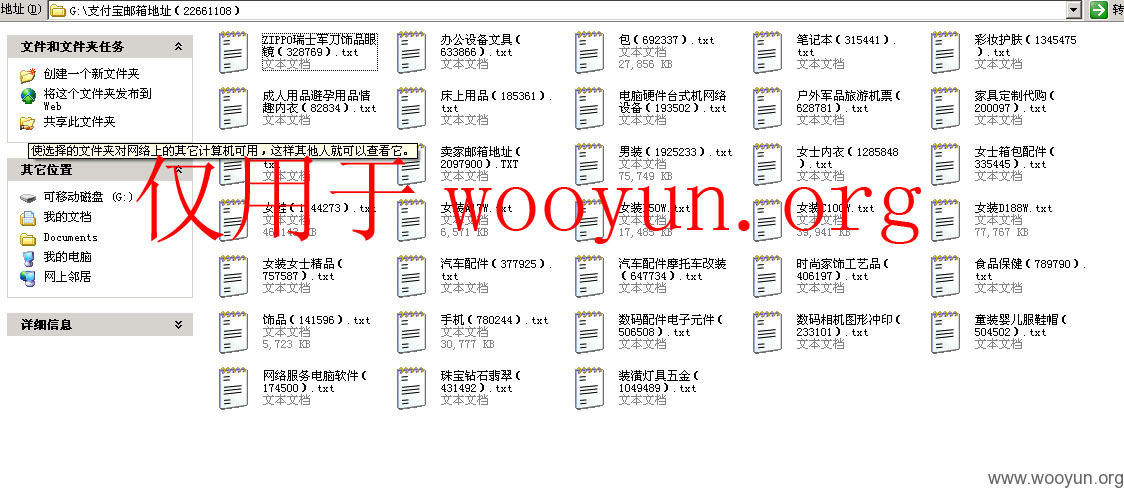 地址(D) G:\支付宝邮箱地址(22661108) 转
文件和文件夹任务
创建一个新文件夹
将这个文件夹发布到
Web
共享此文件夹
使选择的文件夹对网络上的其它计算机可用，这样其他人就可以查看它。
其它位置
可移动磁盘 (G:)
我的文档
Documents
我的电脑
网上邻居
详细信息
ZIPPO瑞士军刀饰品眼
镜(328769).txt
文本文档
办公设备文具(
633866).txt
文本文档
包(692337).txt
文本文档
27,856 KB
笔记本(315441).
txt
文本文档
彩妆护肤(1345475
).txt
文本文档
成人用品避孕用品情
趣内衣(82834).txt
文本文档
床上用品(185361).
txt
文本文档
电脑硬件台式机网络
设备(193502).txt
文本文档
户外军品旅游机票(
628781).txt
文本文档
家具定制代购(
200097).txt
文本文档
txt
文本文档
卖家邮箱地址(
2097900).TXT
文本文档
男装(1925233).txt
文本文档
75,749 KB
女士内衣(1285848
).txt
文本文档
女士箱包配件(
335445).txt
文本文档
文本文档
文本文档
6,571 KB
文本文档
17,485 KB
女装C100W.txt
文本文档
39,941 KB
女装D188W.txt
文本文档
77,767 KB
女装女士精品(
757587).txt
文本文档
汽车配件(377925).
txt
文本文档
汽车配件摩托车改装
(647734).txt
文本文档
时尚家饰工艺品(
406197).txt
文本文档
食品保健(789790).
txt
文本文档
饰品(141596).txt
文本文档
5,723 KB
手机(780244).txt
文本文档
30,777 KB
数码配件电子元件(
506508).txt
文本文档
数码相机图形冲印(
233101).txt
文本文档
童装婴儿服鞋帽(
504502).txt
文本文档
网络服务电脑软件(
174500).txt
文本文档
珠宝钻石翡翠(
431492).txt
文本文档
装潢灯具五金(
1049489).txt
文本文档
仅用于 wooyun.org
www.wooyun.org